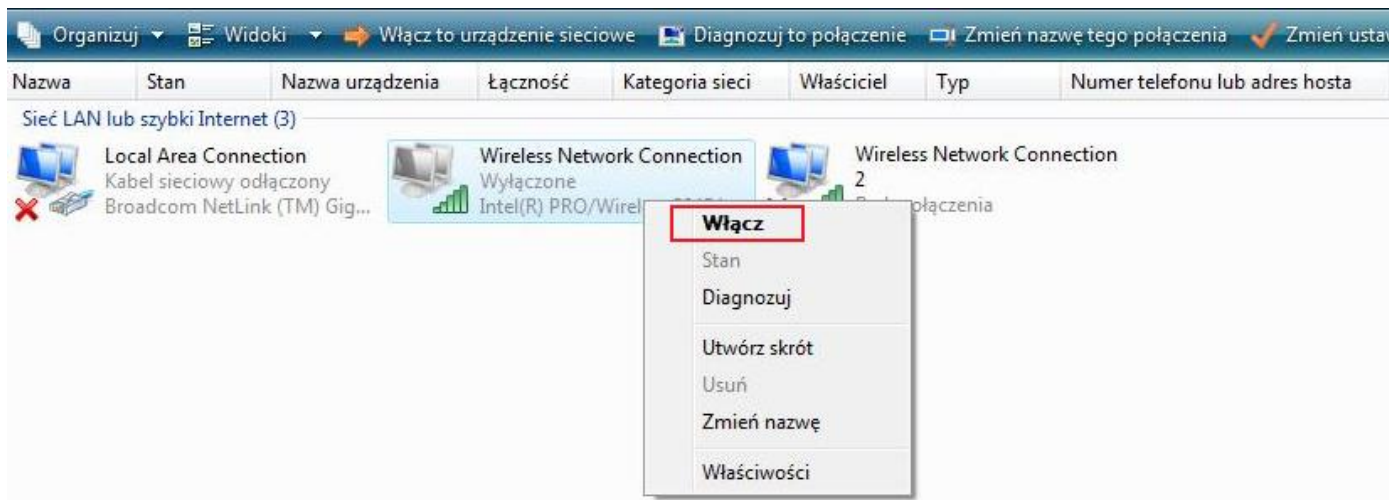 Organizuj Widoki Włącz to urządzenie sieciowe Diagnozuj to połączenie Zmień nazwę tego połączenia Zmień
Nazwa Stan Nazwa urządzenia Łączność Kategoria sieci Właściciel Typ Numer telefonu lub adres hosta
Sieć LAN lub szybki Internet (3)
Local Area Connection
Kabel sieciowy odłączony
Broadcom NetLink (TM) Gig...
Wireless Network Connection
Wyłączone
Intel(R) PRO/Wirel
Wireless Network Connection
2
ołączenia
Włącz
Stan
Diagnozuj
Utwórz skrót
Usuń
Zmień nazwę
Właściwości